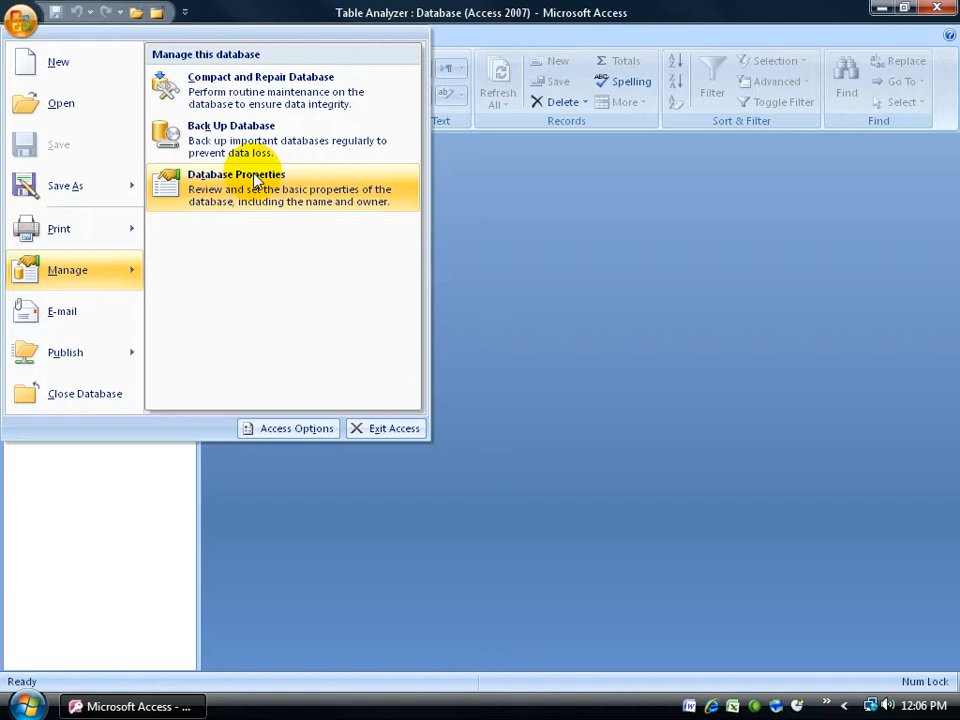 Table Analyzer : Database (Access 2007) - Microsoft Access
New
Open
Save
Save As
Print
Manage
E-mail
Publish
Close Database
Manage this database
Compact and Repair Database
Perform routine maintenance on the
database to ensure data integrity.
Back Up Database
Back up important databases regularly to
prevent data loss.
Database Properties
Review and set the basic properties of the
database, including the name and owner.
Access Options
Exit Access
Text
Refresh
All
New
Save
Delete
Totals
Spelling
More
Records
Filter
Selection
Advanced
Toggle Filter
Sort & Filter
Find
Replace
Go To
Select
Find
Ready
Num Lock
Microsoft Access - ...
12:06 PM